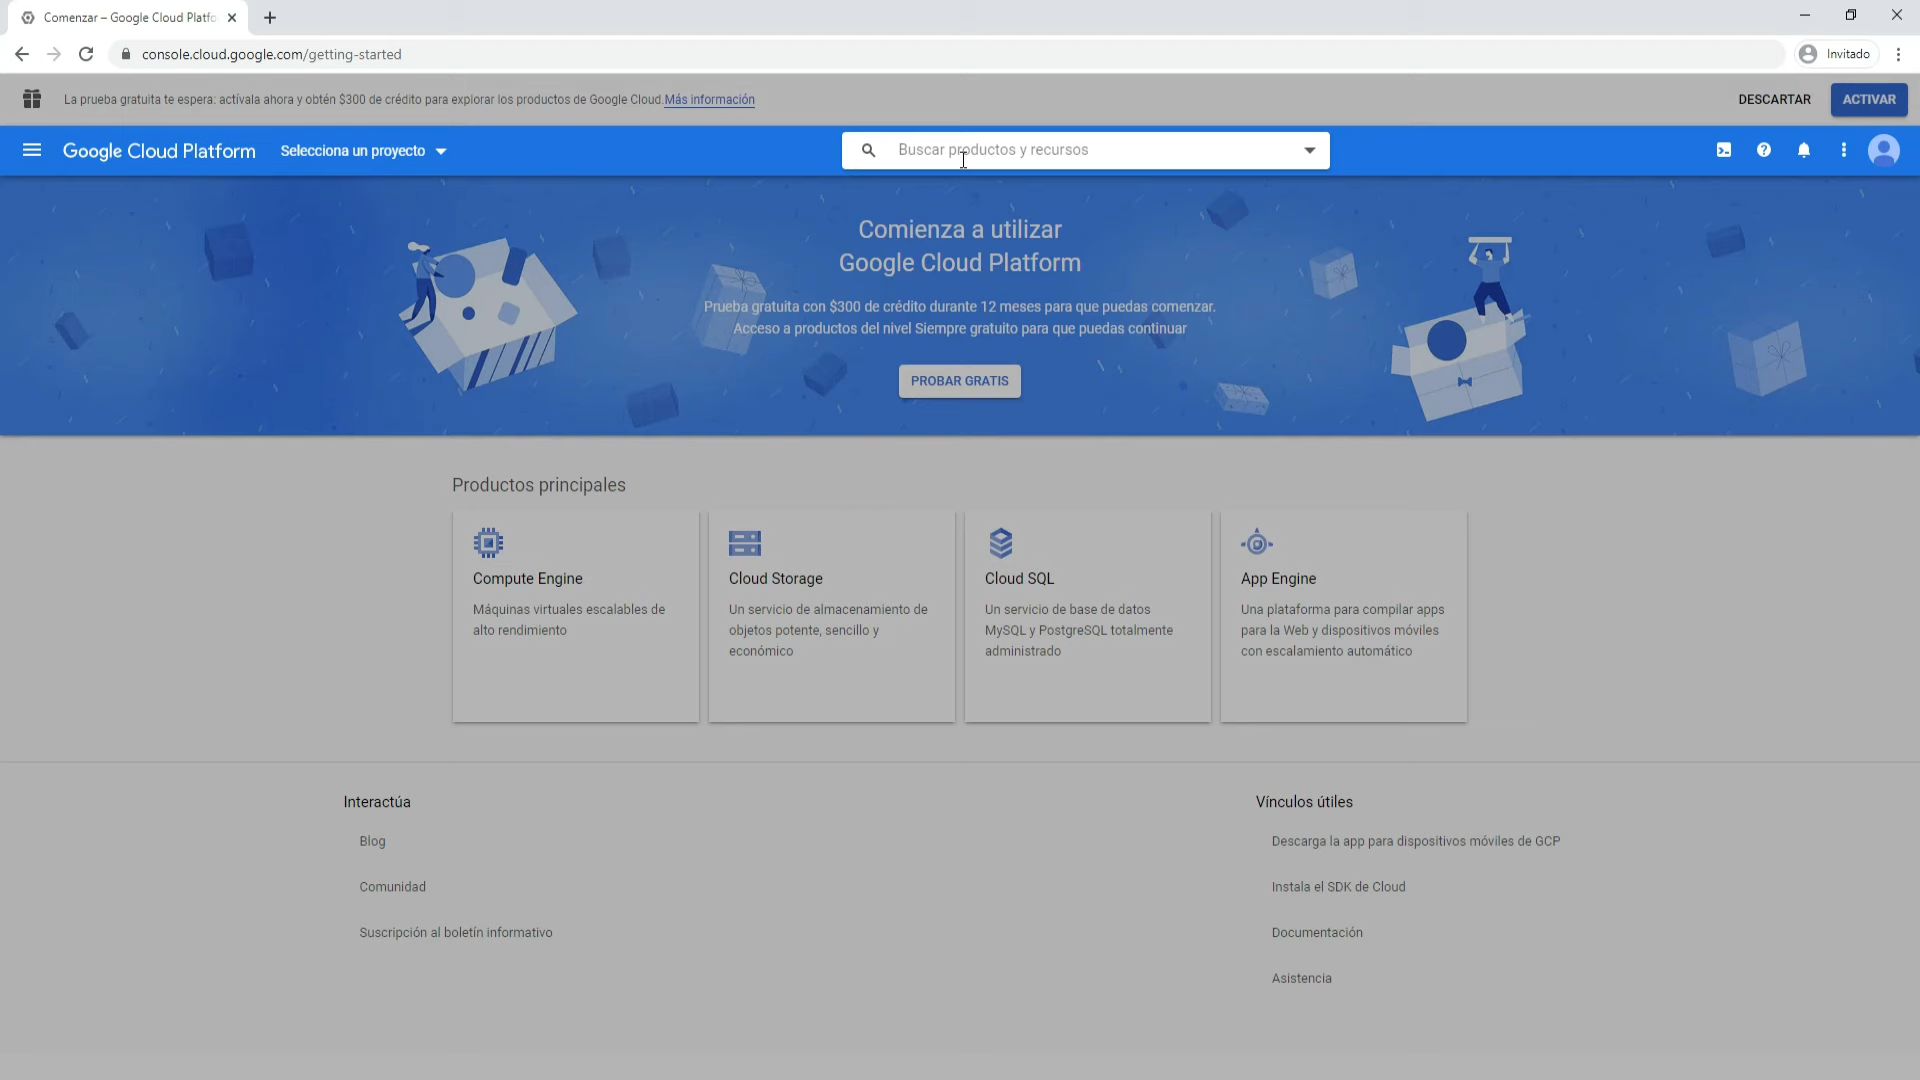 Comenzar – Google Cloud Platfo
console.cloud.google.com/getting-started
Invitado
La prueba gratuita te espera: actívala ahora y obtén $300 de crédito para explorar los productos de Google Cloud. Más información
DESCARTAR
ACTIVAR
Google Cloud Platform
Selecciona un proyecto
Buscar productos y recursos
Comienza a utilizar
Google Cloud Platform
Prueba gratuita con $300 de crédito durante 12 meses para que puedas comenzar.
Acceso a productos del nivel Siempre gratuito para que puedas continuar
PROBAR GRATIS
Productos principales
Compute Engine
Máquinas virtuales escalables de
alto rendimiento
Cloud Storage
Un servicio de almacenamiento de
objetos potente, sencillo y
económico
Cloud SQL
Un servicio de base de datos
MySQL y PostgreSQL totalmente
administrado
App Engine
Una plataforma para compilar apps
para la Web y dispositivos móviles
con escalamiento automático
Interactúa
Blog
Comunidad
Suscripción al boletín informativo
Vínculos útiles
Descarga la app para dispositivos móviles de GCP
Instala el SDK de Cloud
Documentación
Asistencia